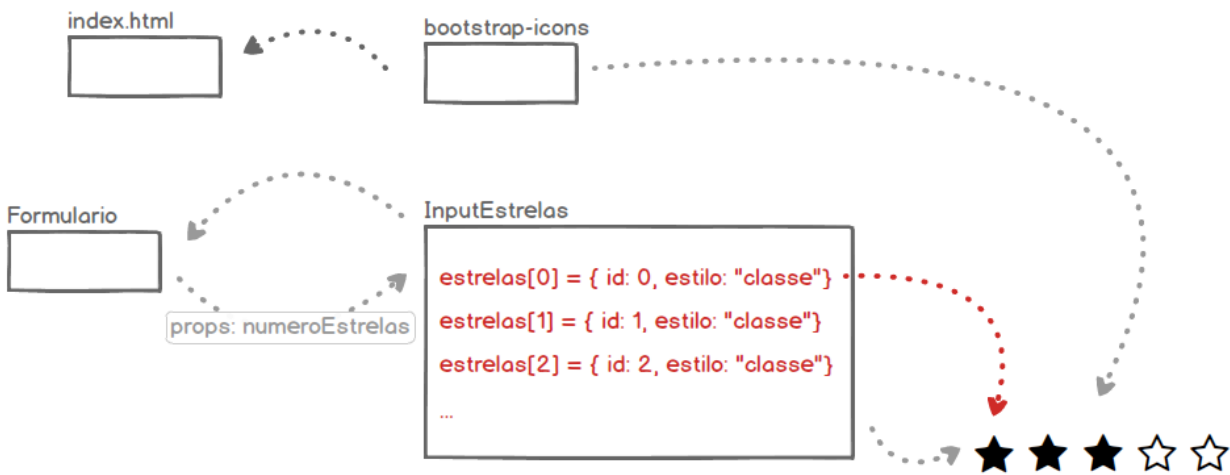 index.html
bootstrap-icons
Formulario
InputEstrelas
props: numeroEstrelas
estrelas[0] = { id: 0, estilo: "classe"}
estrelas[1] = { id: 1, estilo: "classe"}
estrelas[2] = { id: 2, estilo: "classe"}
...